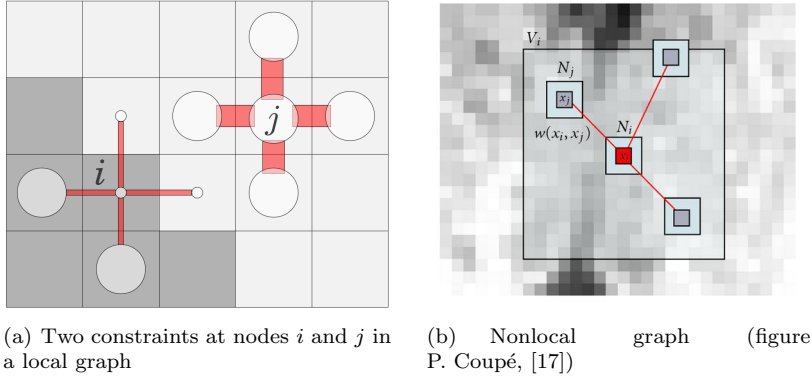 i
j
V_i
N_j
x_j
w(x_i, x_j)
N_i
x_i
(a) Two constraints at nodes i and j in
a local graph
(b) Nonlocal graph (figure
P. Coupé, [17])